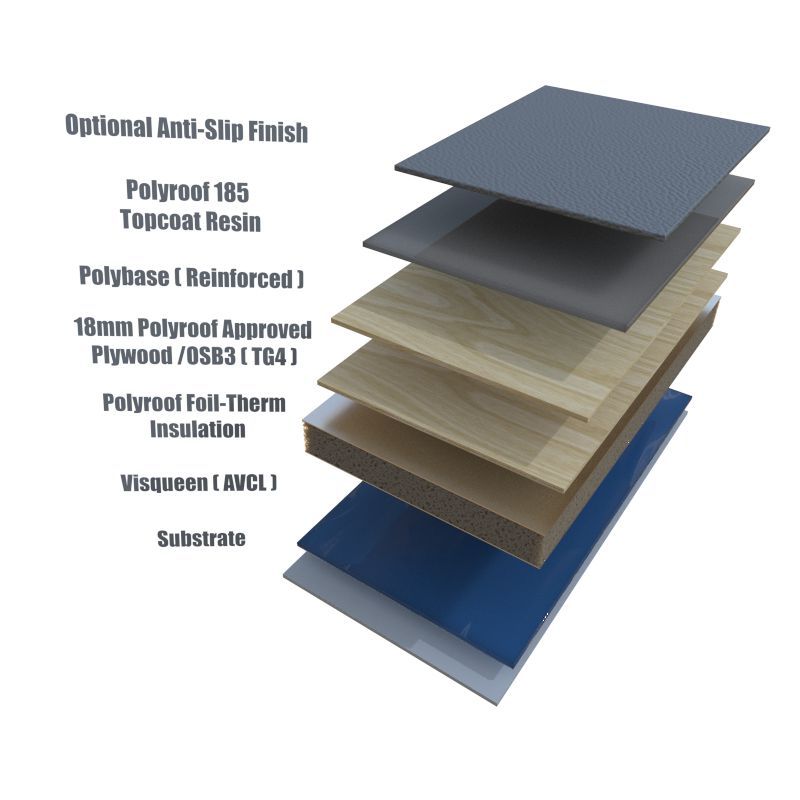 Optional Anti-Slip Finish
Polyroof 185
Topcoat Resin
Polybase ( Reinforced )
18mm Polyroof Approved
Plywood /OSB3 ( TG4 )
Polyroof Foil-Therm
Insulation
Visqueen ( AVCL )
Substrate